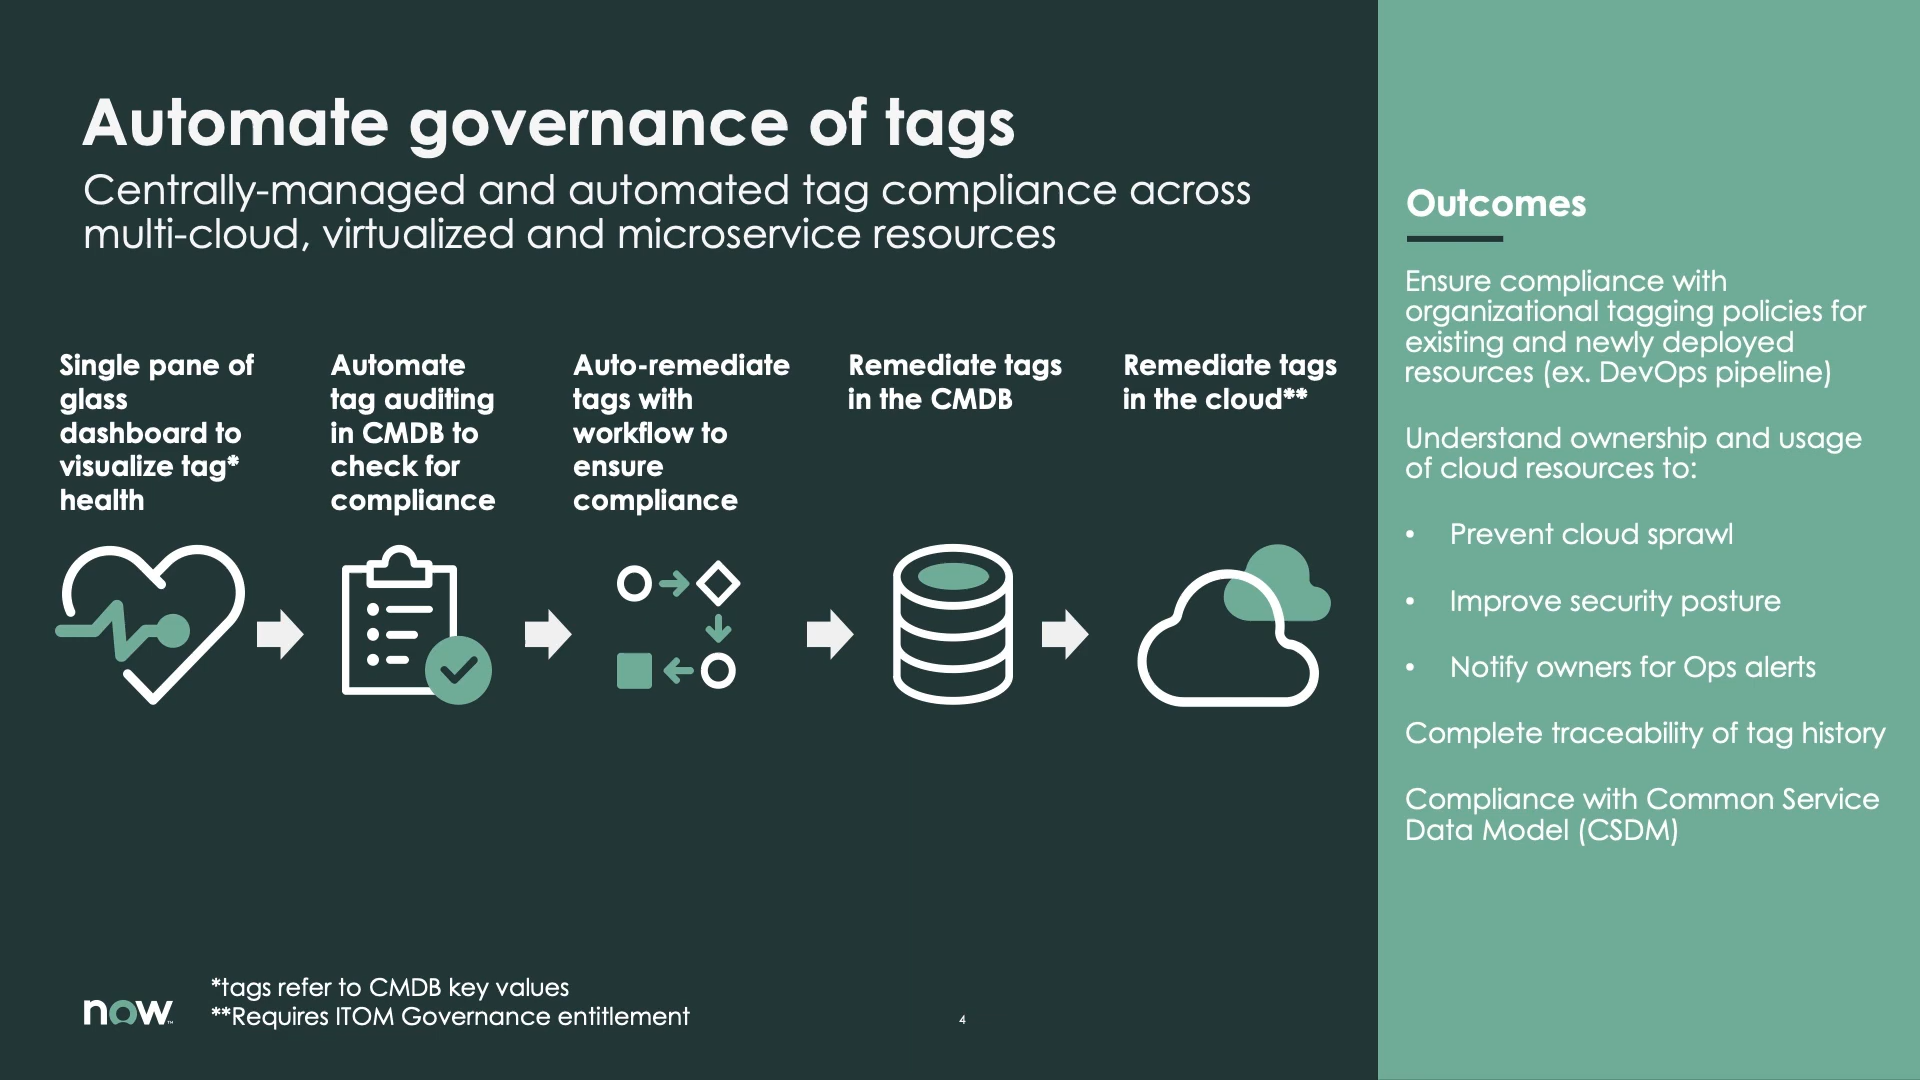 Automate governance of tags
Centrally-managed and automated tag compliance across
multi-cloud, virtualized and microservice resources
Single pane of
glass
dashboard to
visualize tag*
health
Automate
tag auditing
in CMDB to
check for
compliance
Auto-remediate
tags with
workflow to
ensure
compliance
Remediate tags
in the CMDB
Remediate tags
in the cloud**
Outcomes
Ensure compliance with
organizational tagging policies for
existing and newly deployed
resources (ex. DevOps pipeline)
Understand ownership and usage
of cloud resources to:
• Prevent cloud sprawl
• Improve security posture
• Notify owners for Ops alerts
Complete traceability of tag history
Compliance with Common Service
Data Model (CSDM)
now™
*tags refer to CMDB key values
**Requires ITOM Governance entitlement
4